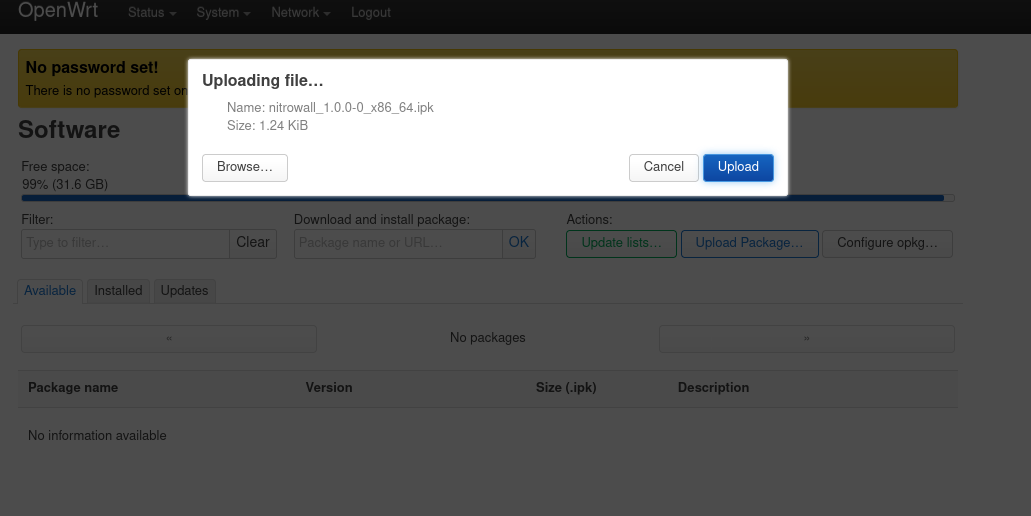 OpenWrt Status System Network Logout
No password set!
There is no password set on
Uploading file…
Name: nitrowall_1.0.0-0_x86_64.ipk
Size: 1.24 KiB
Browse… Cancel Upload
Software
Free space:
99% (31.6 GB)
Filter: Download and install package: Actions:
Type to filter… Clear Package name or URL… OK Update lists… Upload Package… Configure opkg…
Available Installed Updates
« No packages »
Package name Version Size (.ipk) Description
No information available